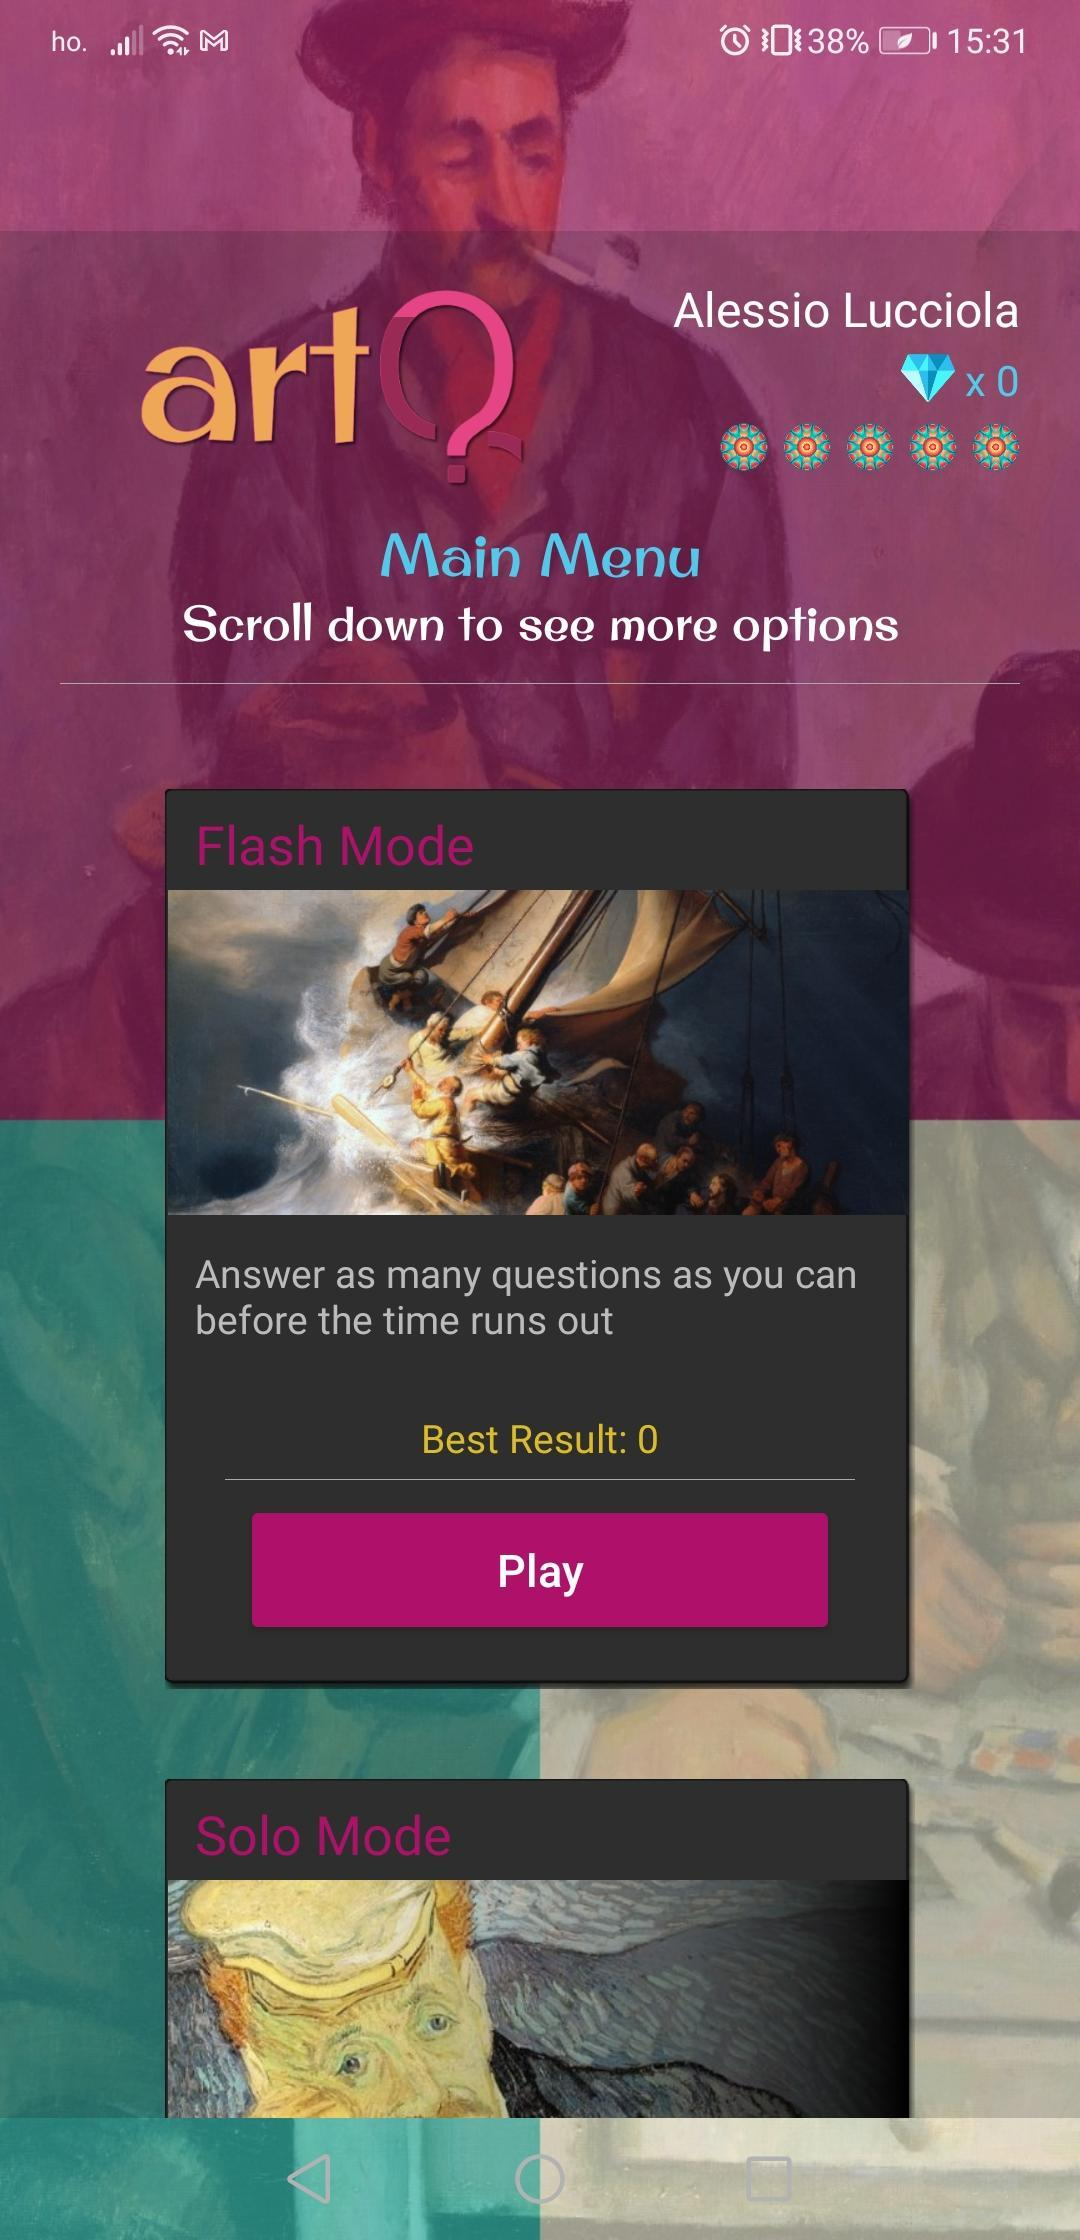 ho. 38% 15:31
art?
Alessio Lucciola
x 0
Main Menu
Scroll down to see more options
Flash Mode
Answer as many questions as you can
before the time runs out
Best Result: 0
Play
Solo Mode